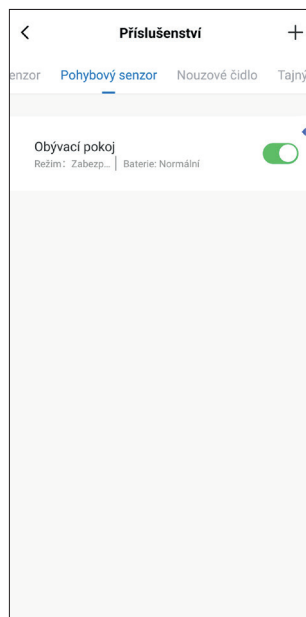 Příslušenství
enzor Pohybový senzor Nouzové čidlo Tajný
Obývací pokoj
Režim: Zabezp... Baterie: Normální